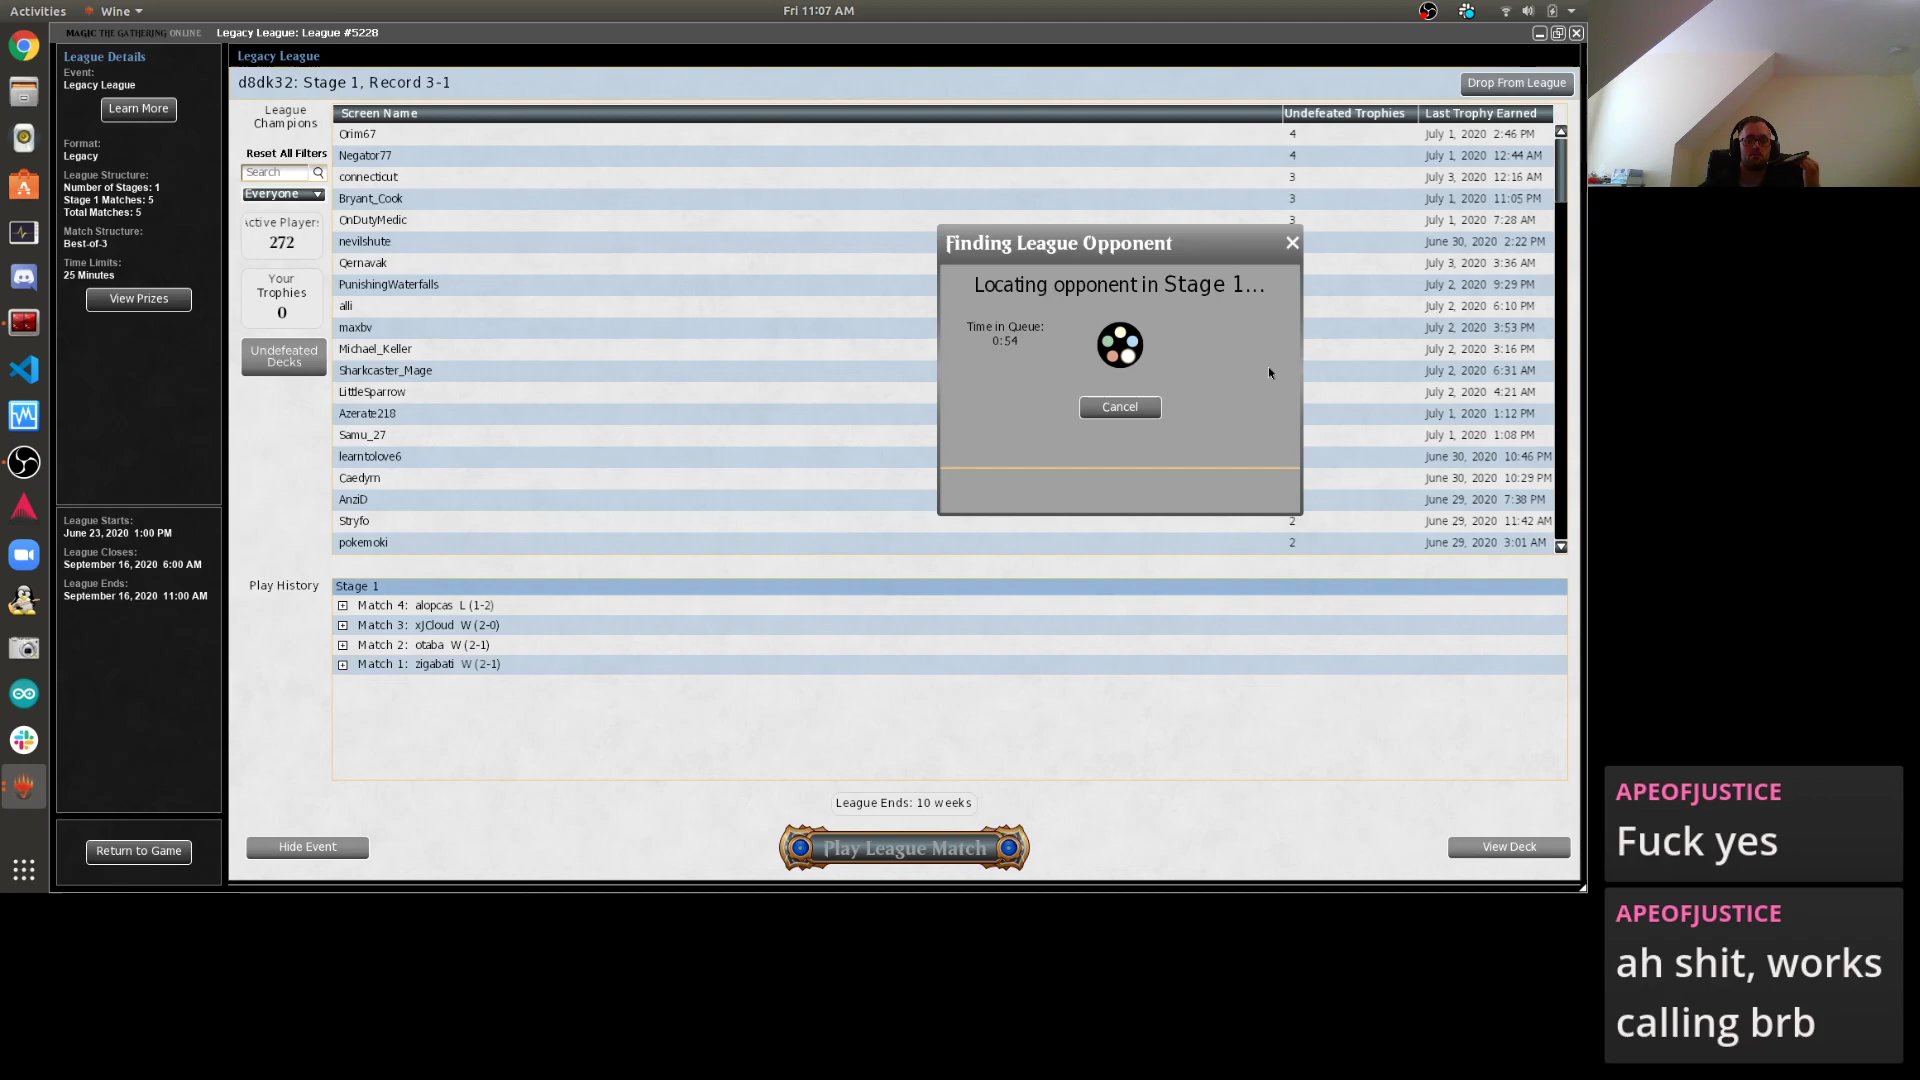 Activities
Wine
Fri 11:07 AM
MAGIC THE GATHERING ONLINE
Legacy League: League #5228
League Details
Event:
Legacy League
Learn More
Format:
Legacy
League Structure:
Number of Stages: 1
Stage 1 Matches: 5
Total Matches: 5
Match Structure:
Best-of-3
Time Limits:
25 Minutes
View Prizes
League Starts:
June 23, 2020 1:00 PM
League Closes:
September 16, 2020 6:00 AM
League Ends:
September 16, 2020 11:00 AM
Return to Game
Legacy League
d8dk32: Stage 1, Record 3-1
Drop From League
League
Champions
Reset All Filters
Search
Everyone
Active Players
272
Your
Trophies
0
Undefeated
Decks
Screen Name Undefeated Trophies Last Trophy Earned
Orim67 4 July 1, 2020 2:46 PM
Negator77 4 July 1, 2020 12:44 AM
connecticut 3 July 3, 2020 12:16 AM
Bryant_Cook 3 July 1, 2020 11:05 PM
OnDutyMedic 3 July 1, 2020 7:28 AM
nevilshute June 30, 2020 2:22 PM
Qernavak July 3, 2020 3:36 AM
PunishingWaterfalls July 2, 2020 9:29 PM
alli July 2, 2020 6:10 PM
maxbv July 2, 2020 3:53 PM
Michael_Keller July 2, 2020 3:16 PM
Sharkcaster_Mage July 2, 2020 6:31 AM
LittleSparrow July 2, 2020 4:21 AM
Azerate218 July 1, 2020 1:12 PM
Samu_27 July 1, 2020 1:08 PM
learntolove6 June 30, 2020 10:46 PM
Caedyrn June 30, 2020 10:29 PM
AnziD June 29, 2020 7:38 PM
Stryfo 2 June 29, 2020 11:42 AM
pokemoki 2 June 29, 2020 3:01 AM
Finding League Opponent
Locating opponent in Stage 1...
Time in Queue:
0:54
Cancel
Play History
Stage 1
Match 4: alopcas L (1-2)
Match 3: xJCloud W (2-0)
Match 2: otaba W (2-1)
Match 1: zigabati W (2-1)
League Ends: 10 weeks
Hide Event
Play League Match
View Deck
APEOFJUSTICE
Fuck yes
APEOFJUSTICE
ah shit, works
calling brb